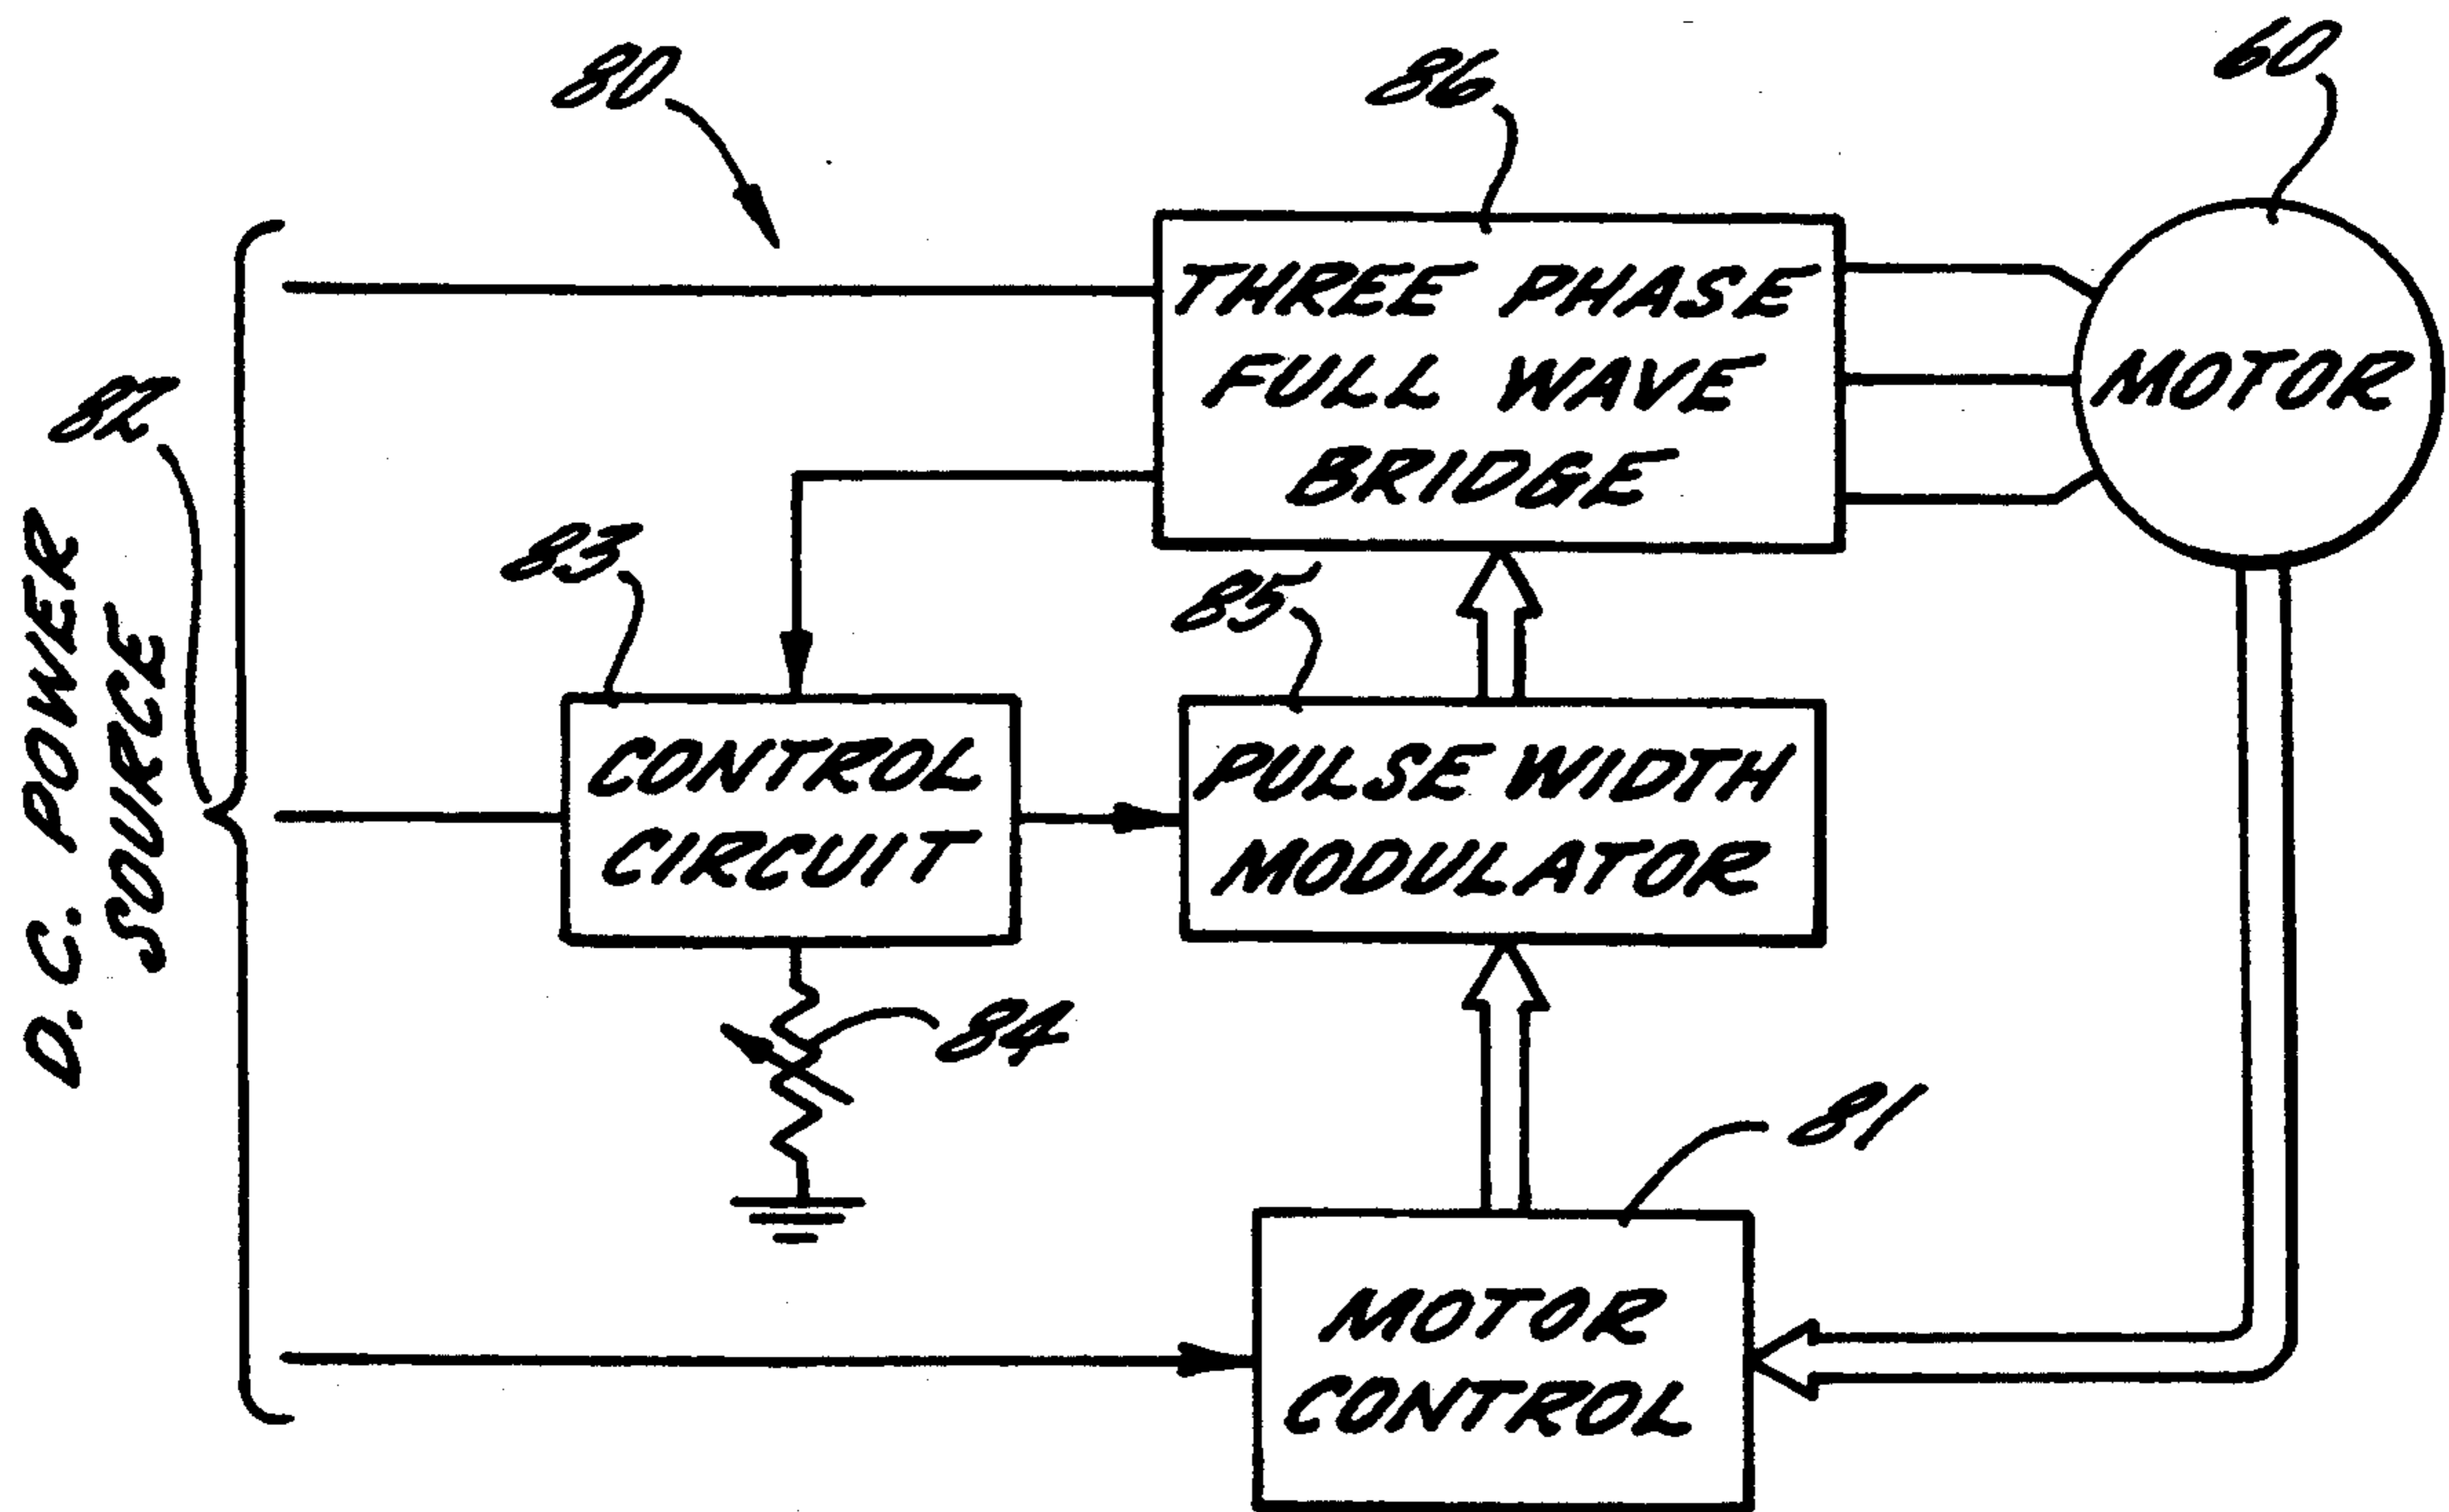 80
86
60
THREE PHASE
FULL WAVE
BRIDGE
MOTOR
82
D.C. POWER
SOURCE
83
85
CONTROL
CIRCUIT
PULSE WIDTH
MODULATOR
84
81
MOTOR
CONTROL